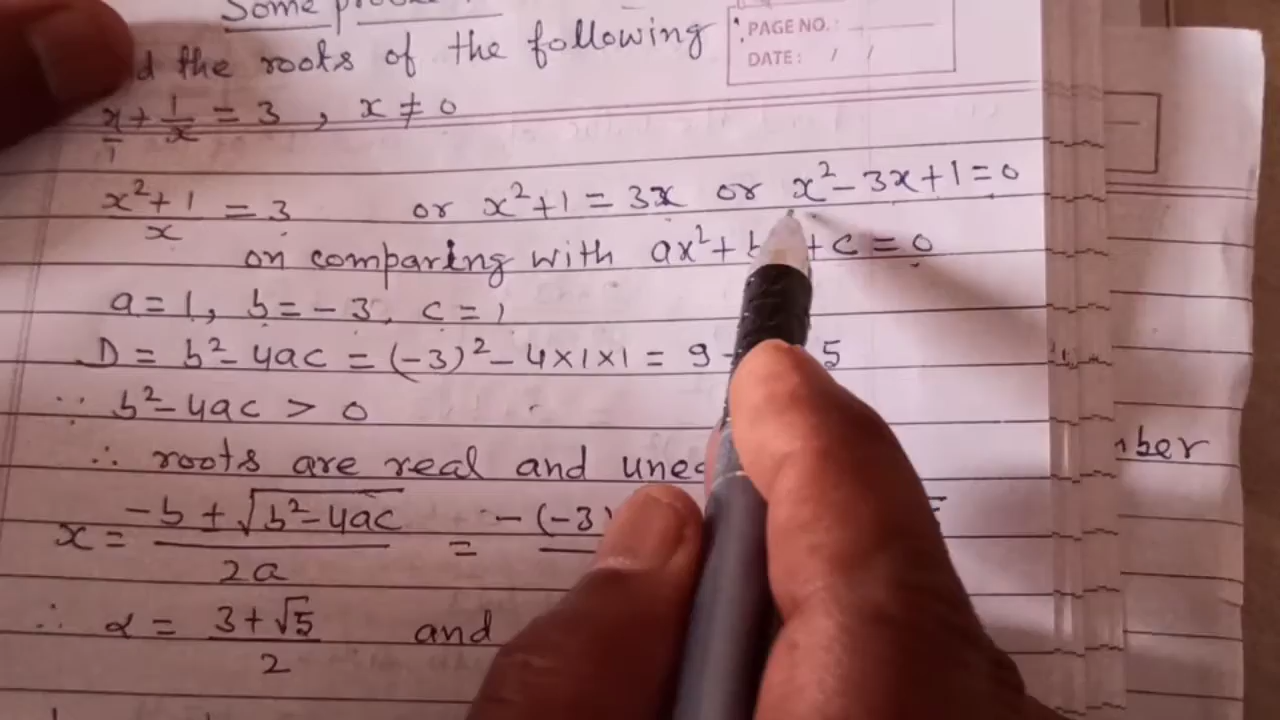 Some
the roots of the following
PAGE NO.:
DATE: / /
x/1 + 1/x = 3 , x ≠ 0
(x²+1)/x = 3 or x²+1 = 3x or x²-3x+1=0
on comparing with ax²+ + c = 0
a=1, b=-3, c=1
D = b²-4ac = (-3)²-4×1×1 = 9 5
∵ b²-4ac > 0
ber
∴ roots are real and
x = (-b ± √(b²-4ac))/2a = -(-3)
∴ α = (3+√5)/2 and